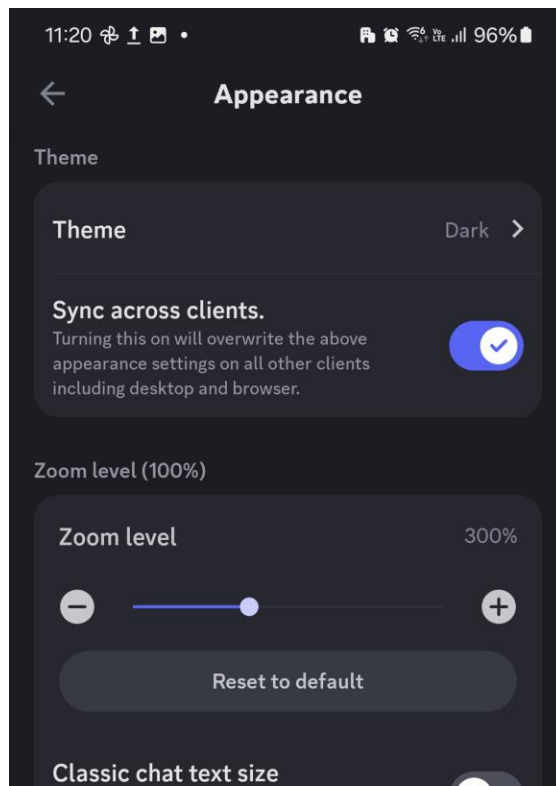 11:20 96%
Appearance
Theme
Theme Dark
Sync across clients.
Turning this on will overwrite the above
appearance settings on all other clients
including desktop and browser.
Zoom level (100%)
Zoom level 300%
Reset to default
Classic chat text size